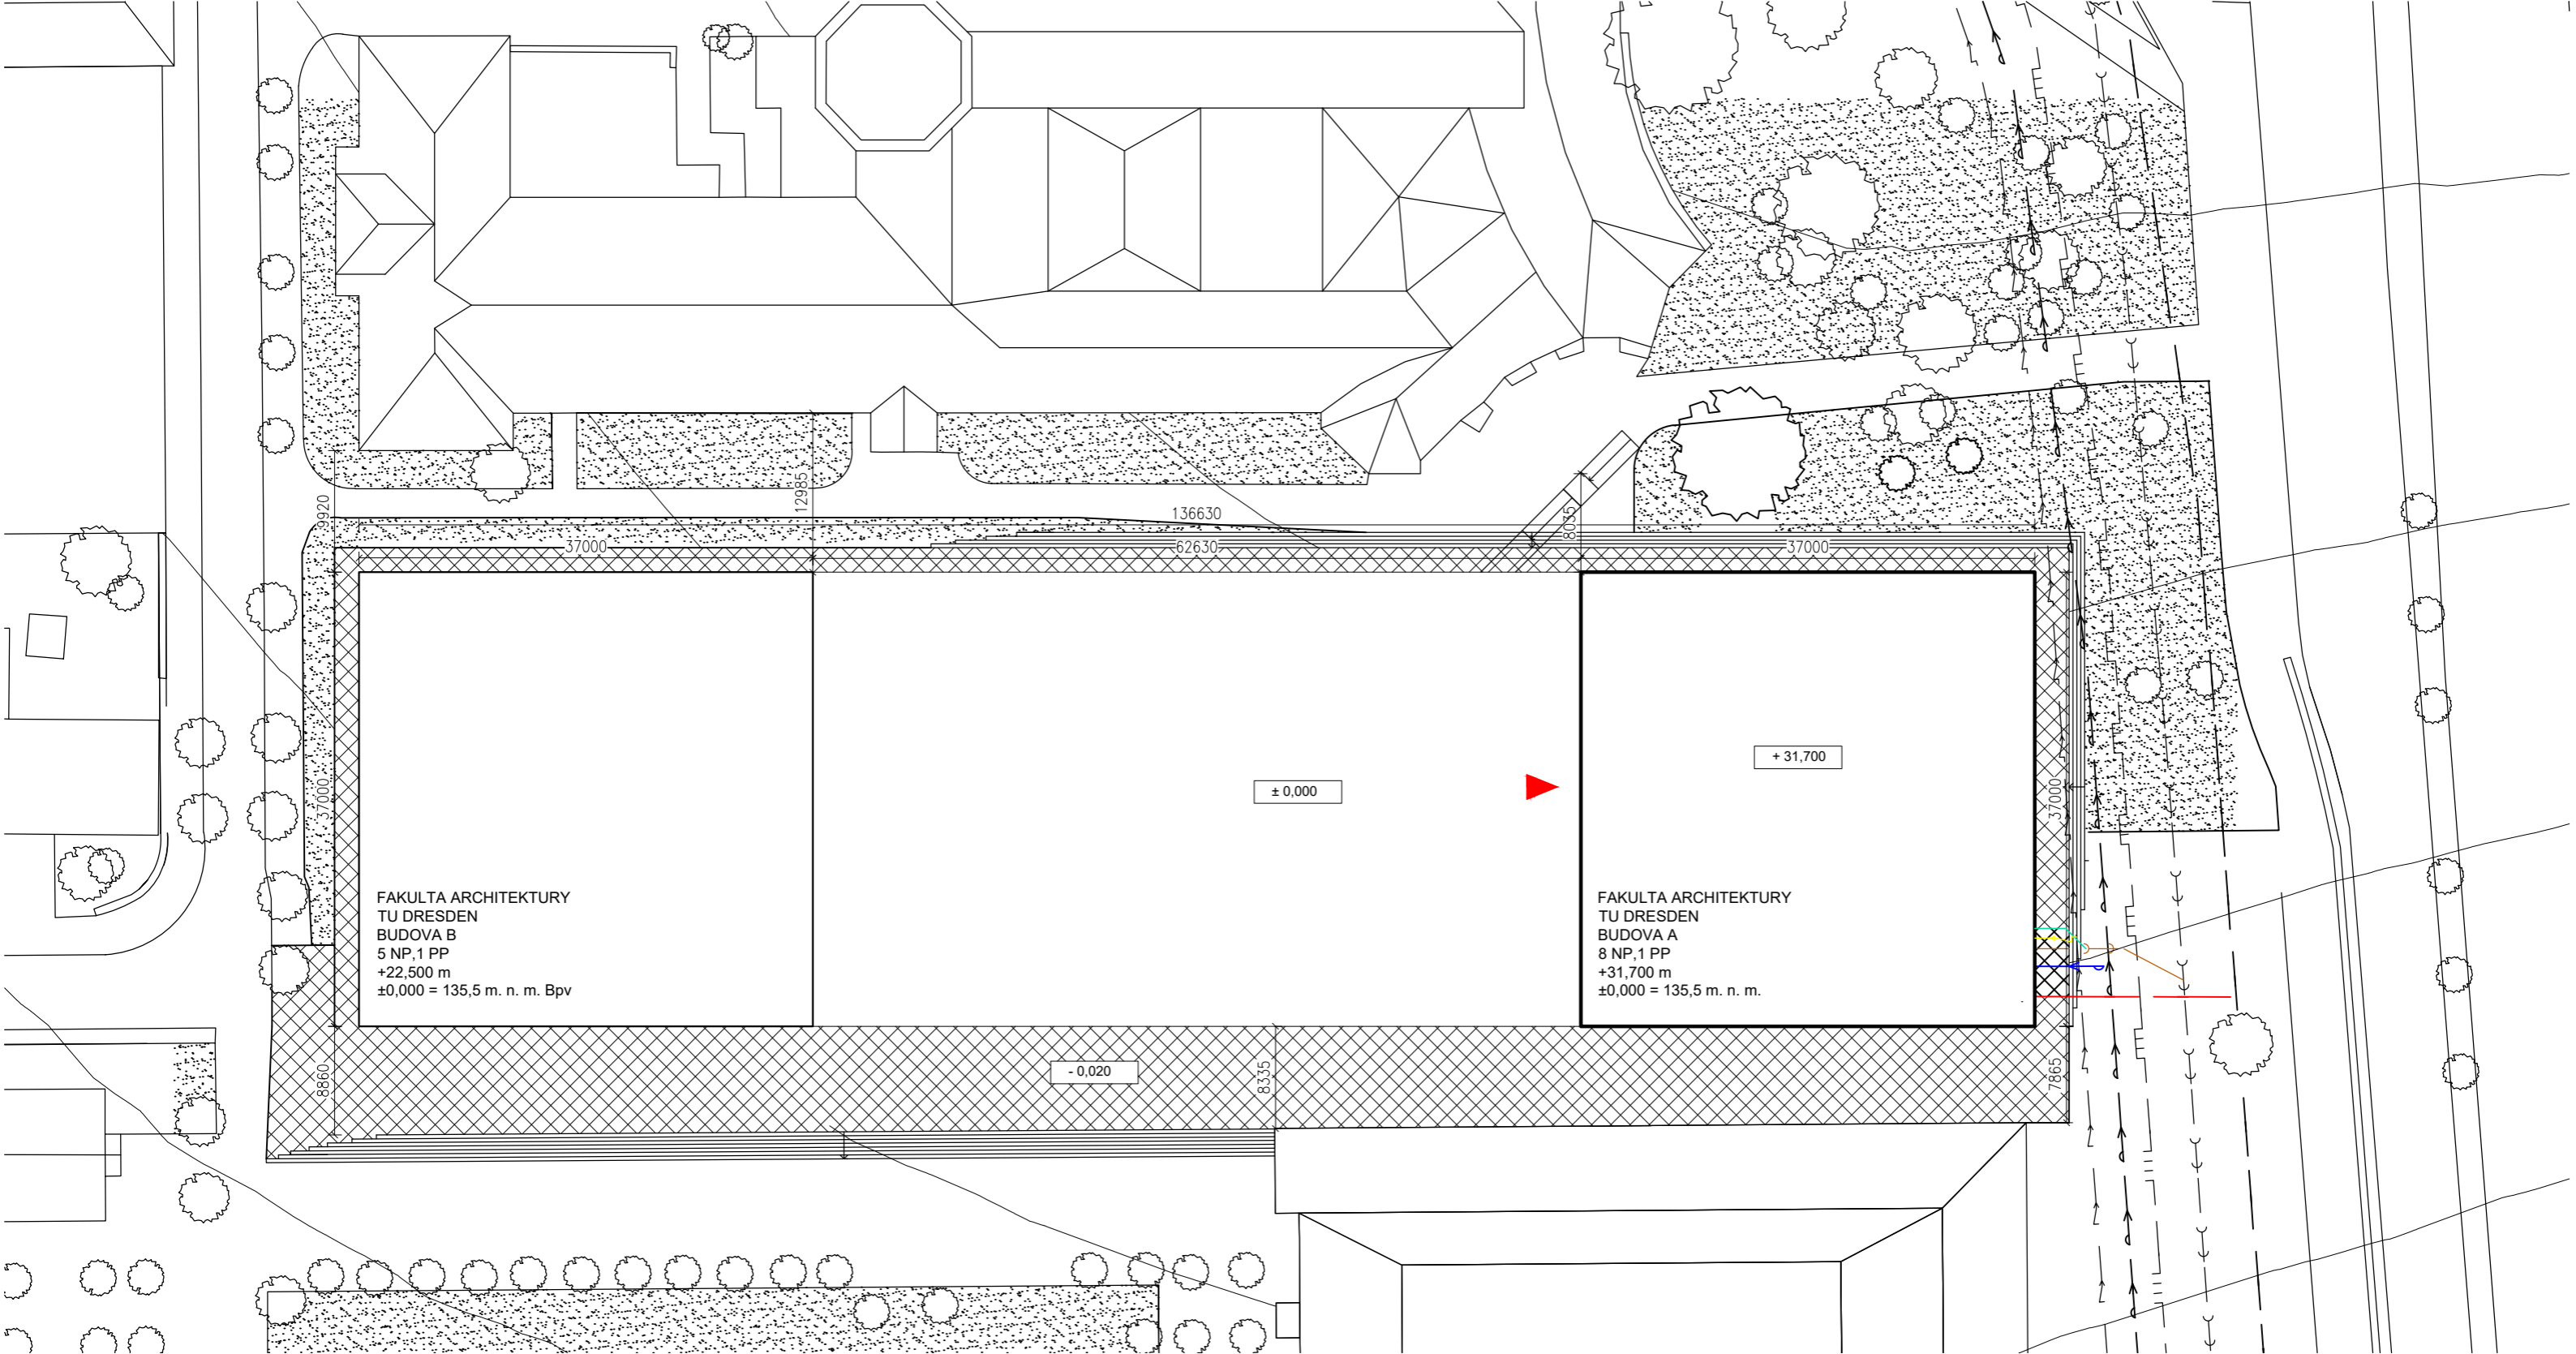 9920
12985
136630
8035
37000
62630
37000
+ 31,700
± 0,000
37000
37000
FAKULTA ARCHITEKTURY
TU DRESDEN
BUDOVA B
5 NP,1 PP
+22,500 m
±0,000 = 135,5 m. n. m. Bpv
FAKULTA ARCHITEKTURY
TU DRESDEN
BUDOVA A
8 NP,1 PP
+31,700 m
±0,000 = 135,5 m. n. m.
- 0,020
8860
8335
7865